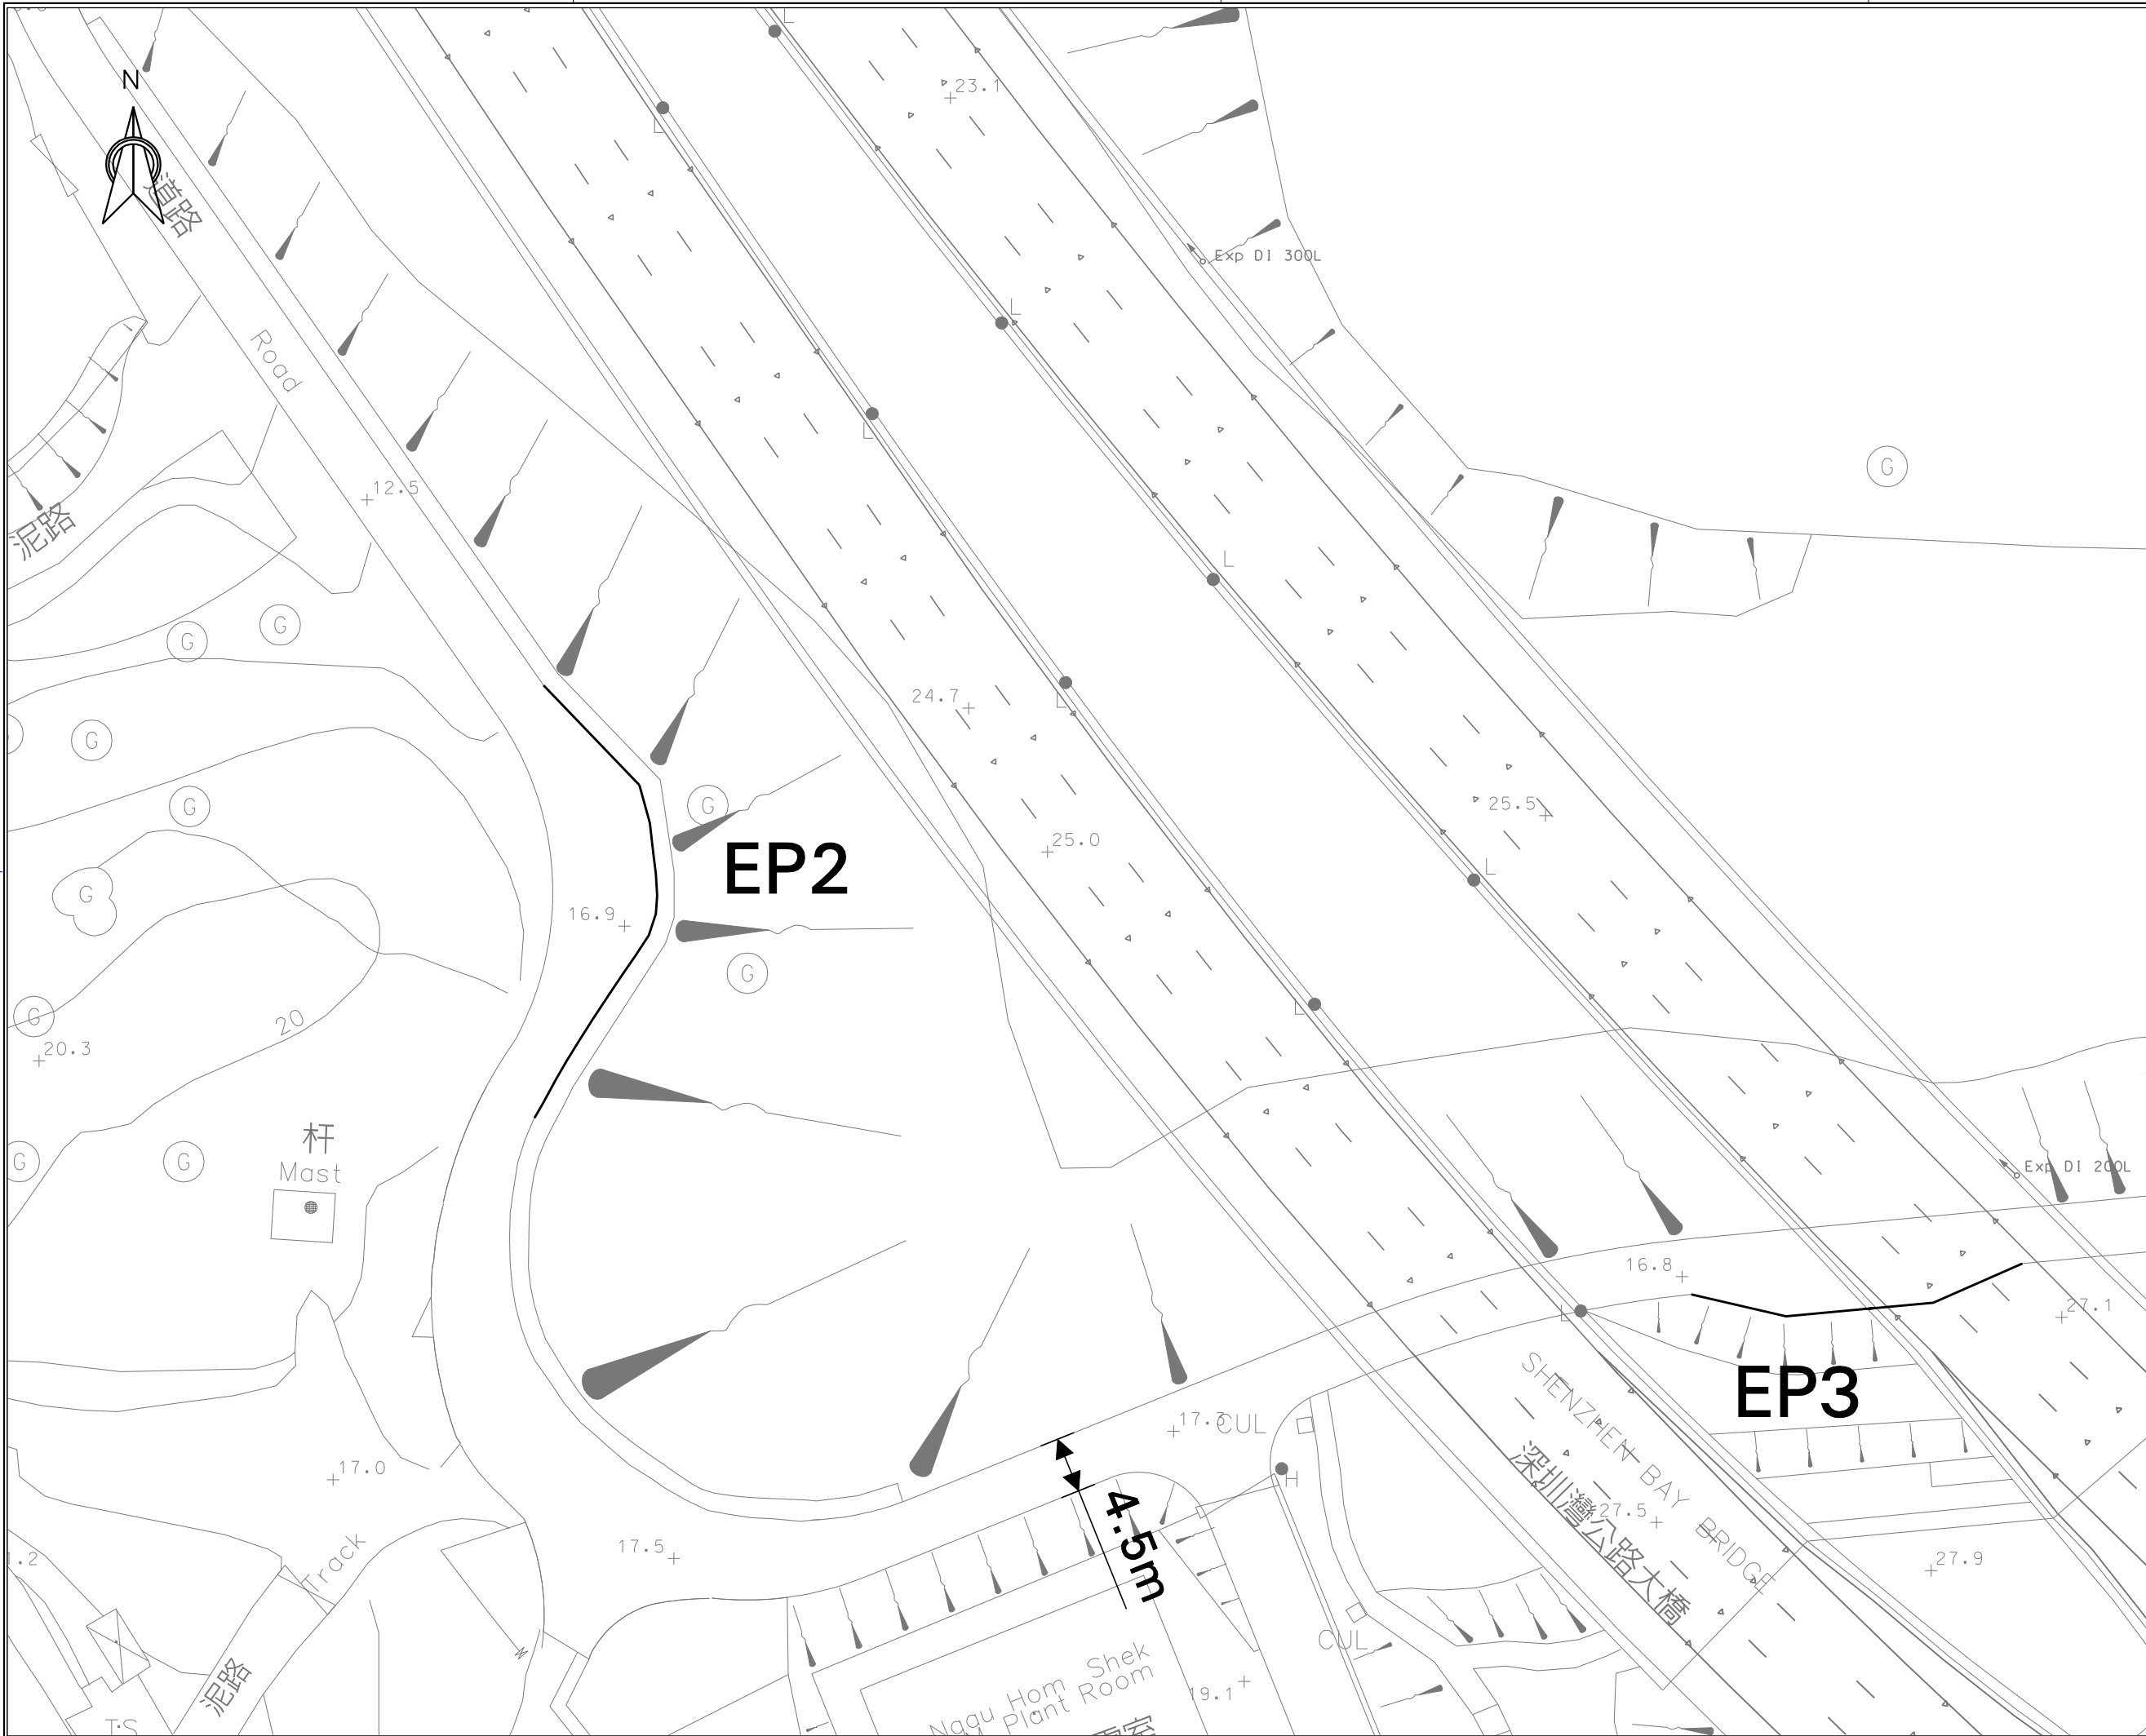 N
23.1
L
L
道路
Exp DI 300L
L
Road
L
12.5
G
泥路
L
G
G
24.7
L
G
G
G
25.5
25.0
L
EP2
G
16.9
G
G
L
20
20.3
杆
G
G
Mast
Exp DI 200L
16.8
27.1
L
EP3
17.3
CUL
SHENZHEN BAY BRIDGE
深圳灣公路大橋
17.0
H
4.5m
27.5
17.5
27.9
Track
CUL
泥路
Ngau Hom Shek
Plant Room
19.1
TS